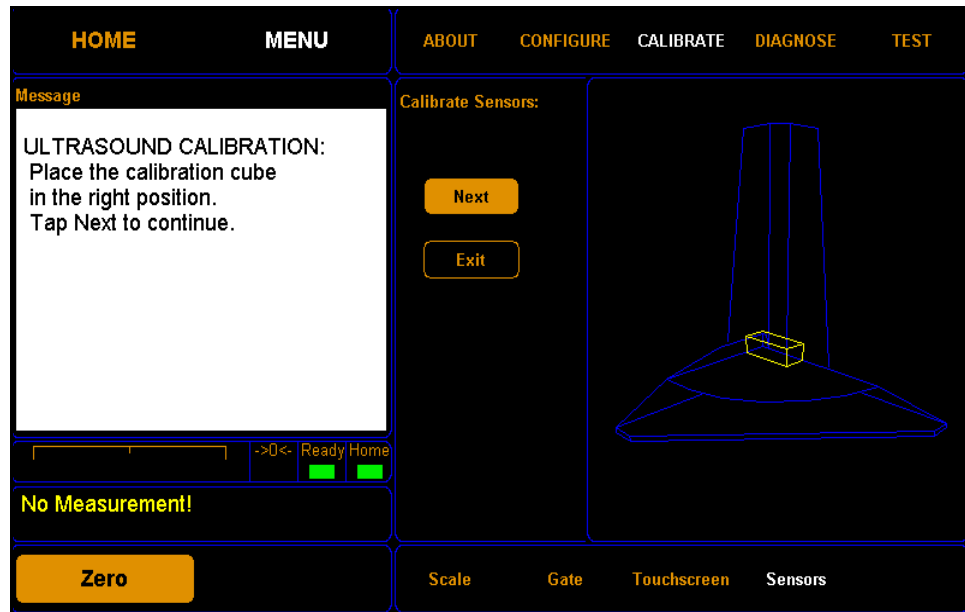 HOME MENU ABOUT CONFIGURE CALIBRATE DIAGNOSE TEST
Message
ULTRASOUND CALIBRATION:
Place the calibration cube
in the right position.
Tap Next to continue.
->0<- Ready Home
No Measurement!
Zero
Calibrate Sensors:
Next
Exit
Scale Gate Touchscreen Sensors